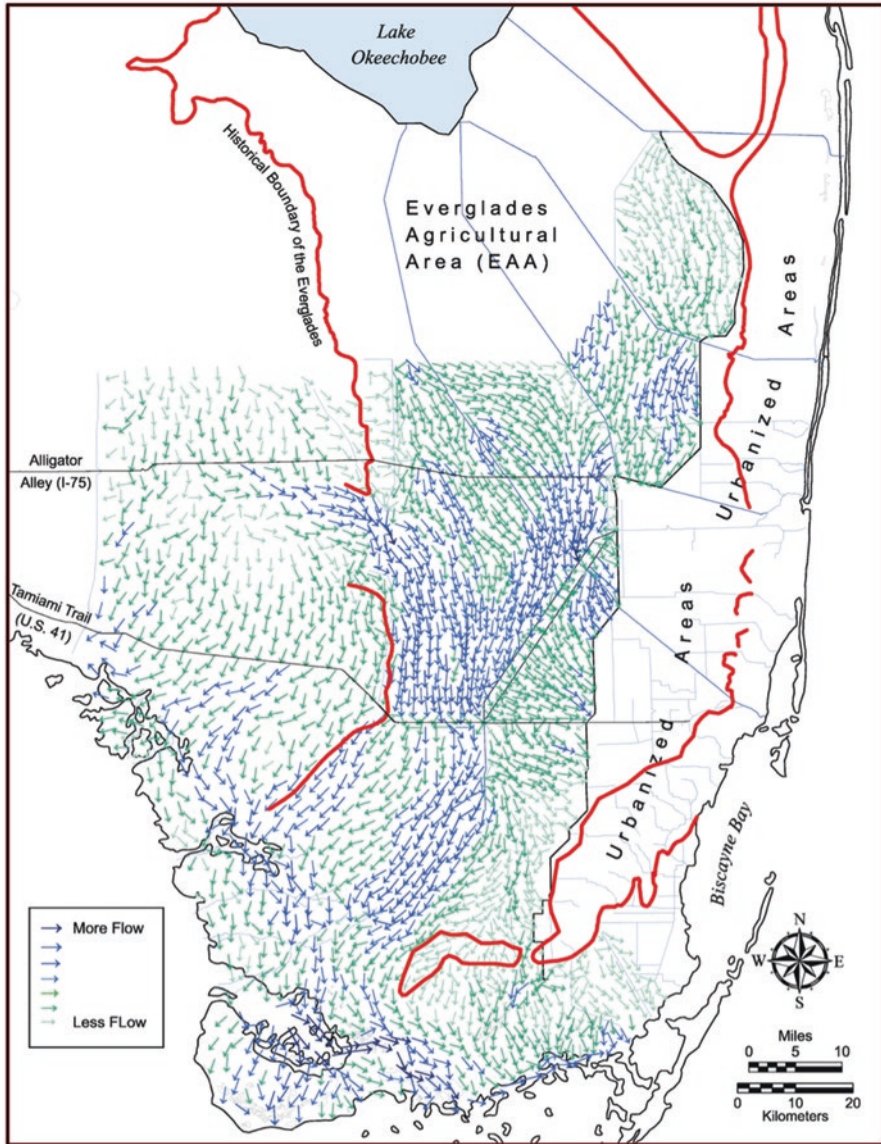 Lake
Okeechobee
Historical Boundary of the Everglades
Everglades
Agricultural
Area (EAA)
Urbanized Areas
Alligator
Alley (I-75)
Tamiami Trail
(U.S. 41)
Urbanized Areas
Biscayne Bay
More Flow
Less FLow
N
W E
S
Miles
0 5 10
0 10 20
Kilometers